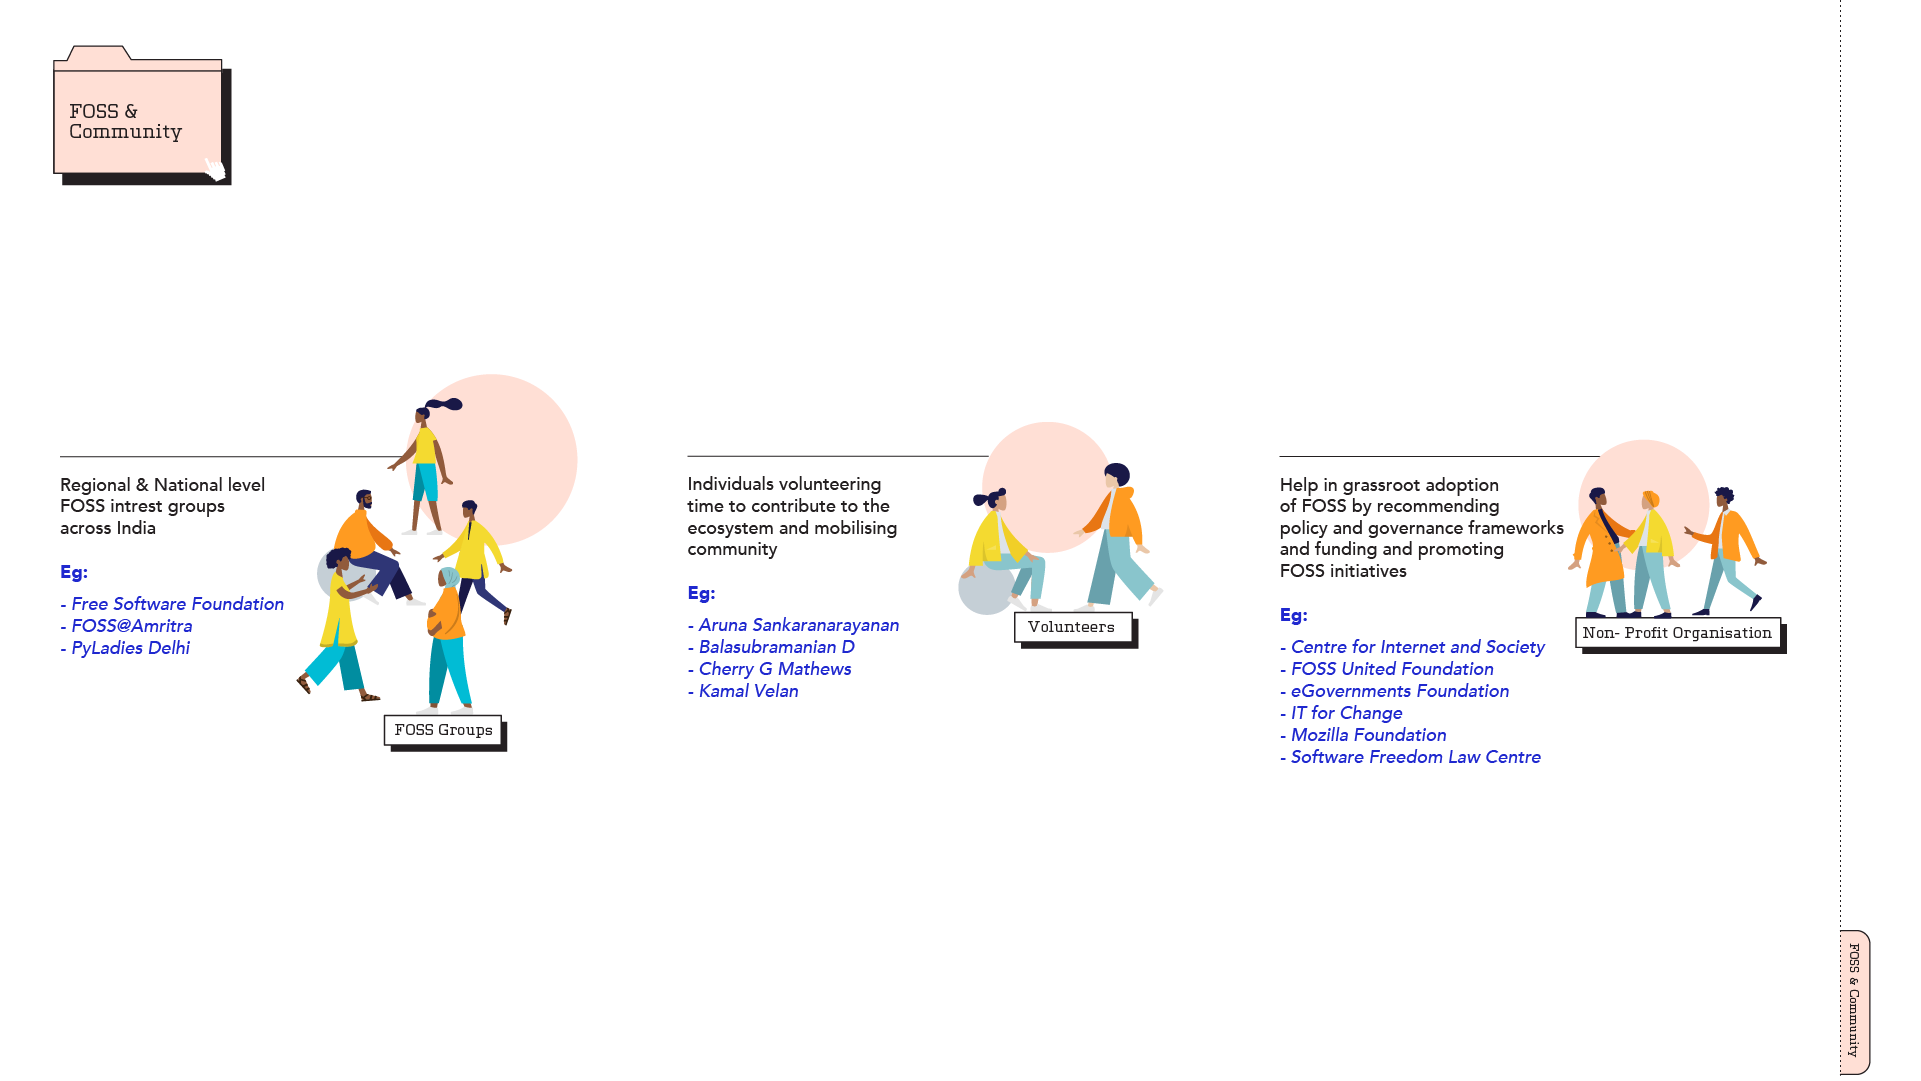 FOSS &
Community
Regional & National level
FOSS intrest groups
across India
Eg:
- Free Software Foundation
- FOSS@Amritra
- PyLadies Delhi
FOSS Groups
Individuals volunteering
time to contribute to the
ecosystem and mobilising
community
Eg:
- Aruna Sankaranarayanan
- Balasubramanian D
- Cherry G Mathews
- Kamal Velan
Volunteers
Help in grassroot adoption
of FOSS by recommending
policy and governance frameworks
and funding and promoting
FOSS initiatives
Eg:
- Centre for Internet and Society
- FOSS United Foundation
- eGovernments Foundation
- IT for Change
- Mozilla Foundation
- Software Freedom Law Centre
Non- Profit Organisation
FOSS & Community